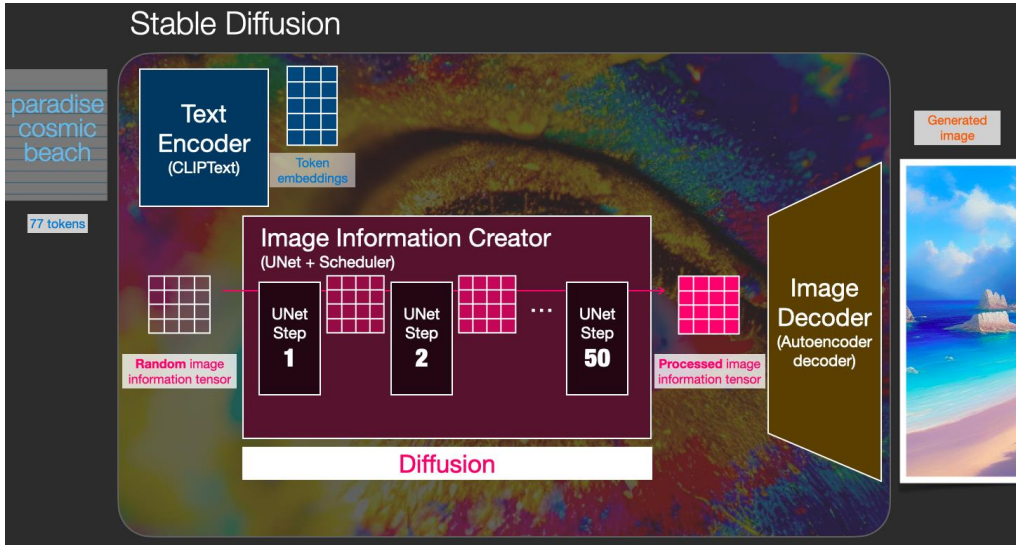 Stable Diffusion
paradise
cosmic
beach
77 tokens
Text
Encoder
(CLIPText)
Token
embeddings
Image Information Creator
(UNet + Scheduler)
Random image
information tensor
UNet
Step
1
UNet
Step
2
...
UNet
Step
50
Processed image
information tensor
Diffusion
Image
Decoder
(Autoencoder
decoder)
Generated
image